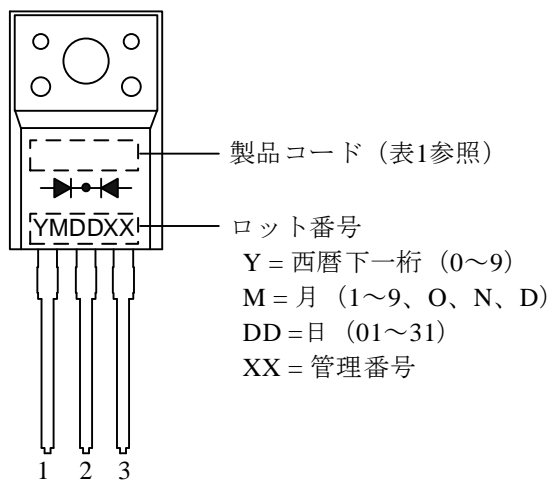 製品コード（表1参照）
YMDDXX
ロット番号
Y = 西暦下一桁（0～9）
M = 月（1～9、O、N、D）
DD =日（01～31）
XX = 管理番号
1 2 3